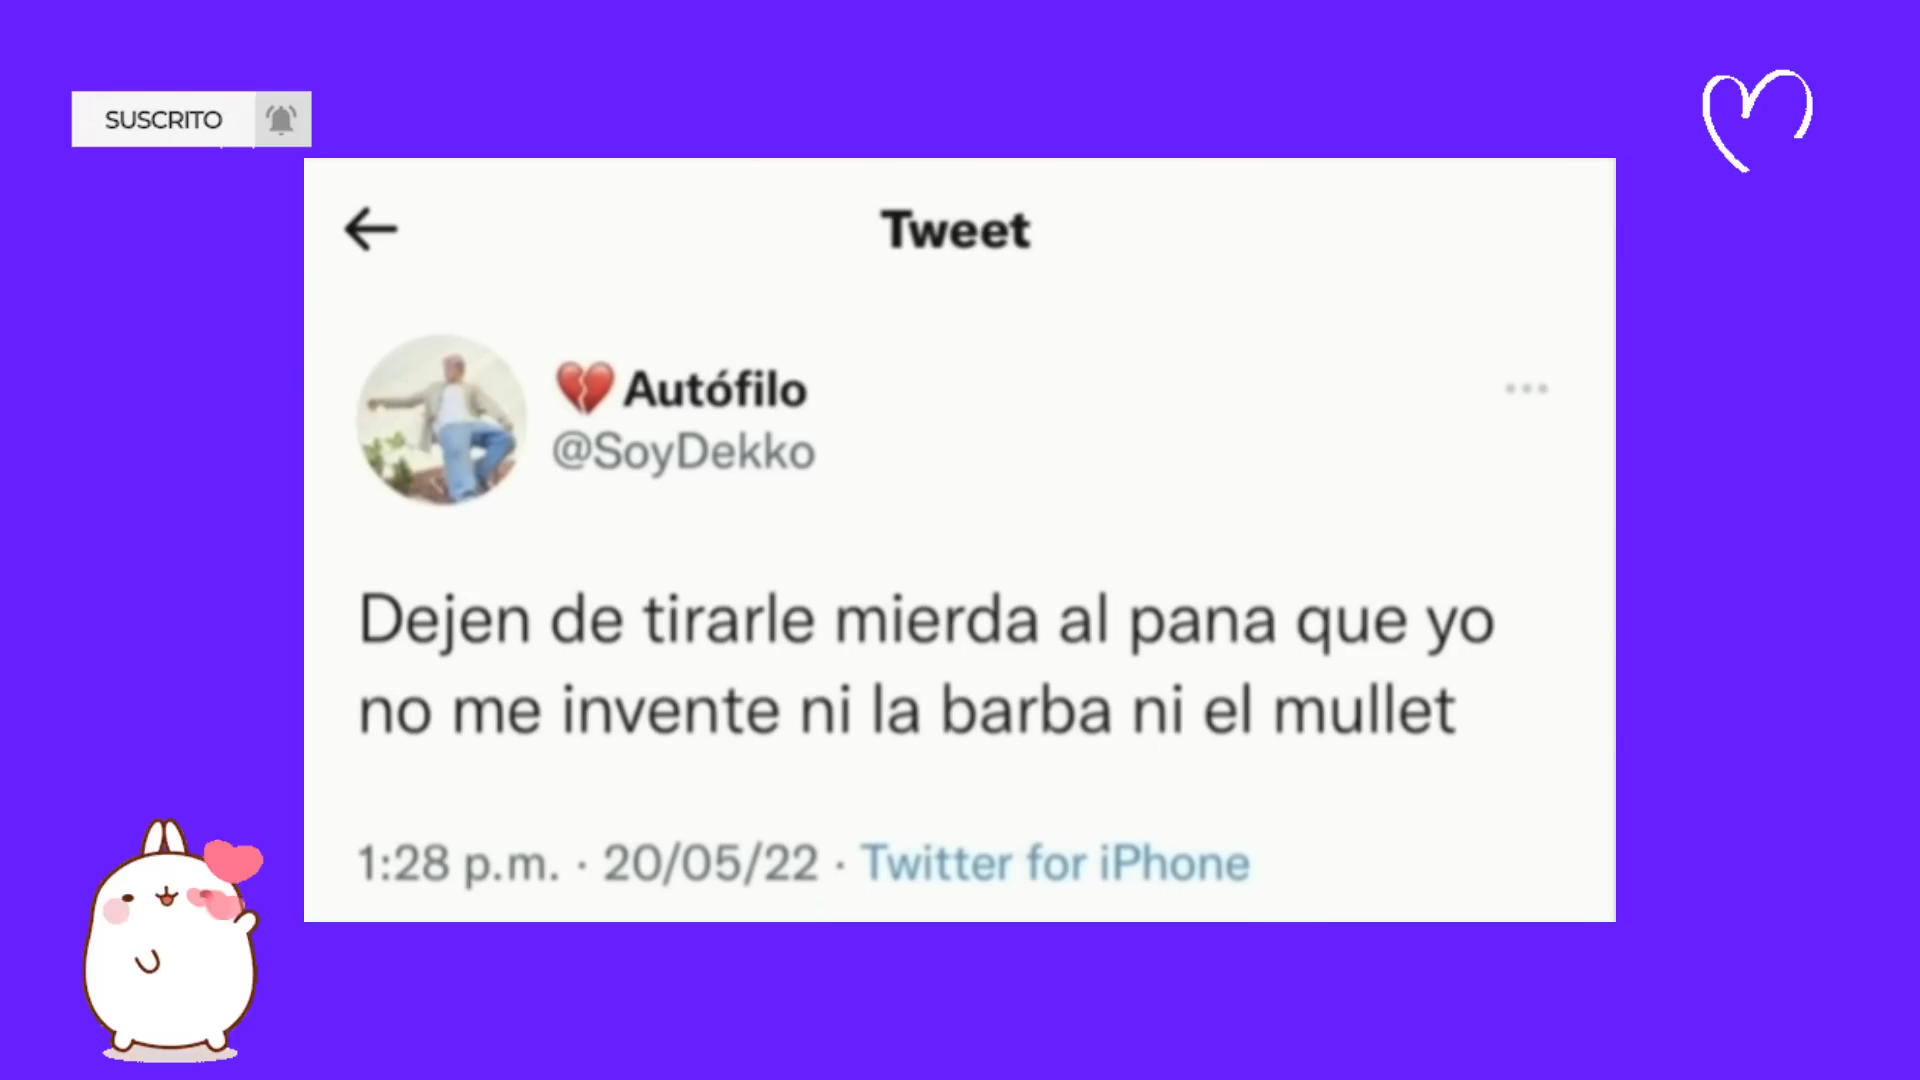 SUSCRITO
Tweet
💔 Autófilo
@SoyDekko
Dejen de tirarle mierda al pana que yo
no me invente ni la barba ni el mullet
1:28 p.m. · 20/05/22 · Twitter for iPhone